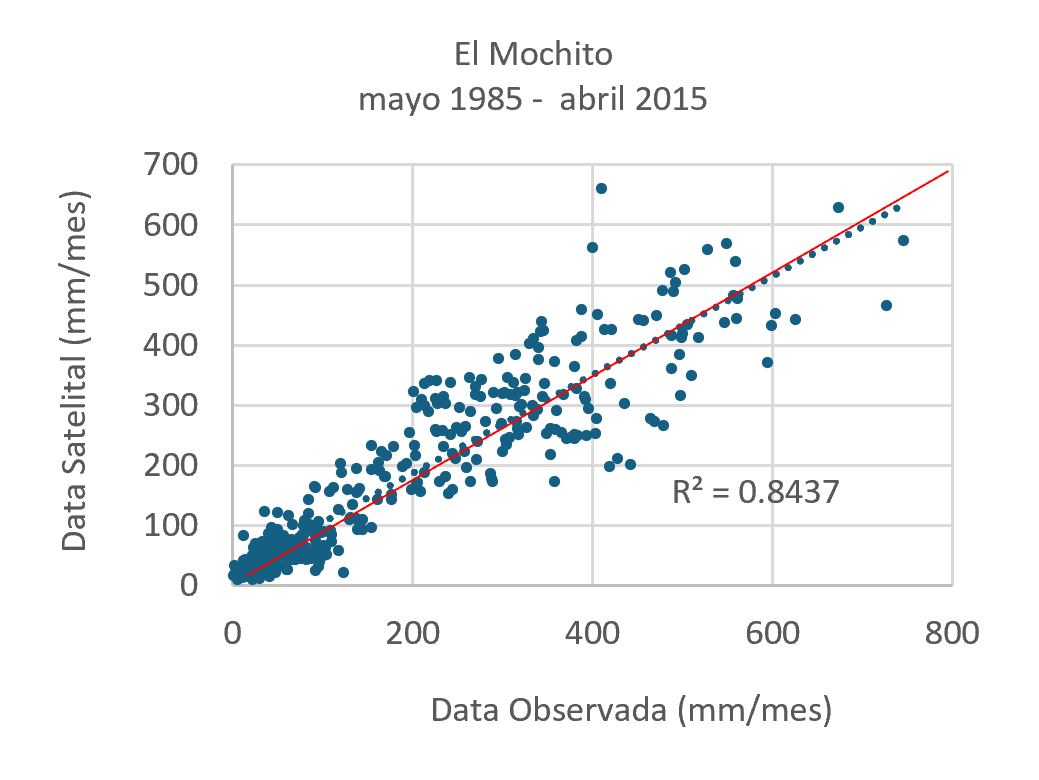 El Mochito
mayo 1985 - abril 2015
Data Satelital (mm/mes)
700
600
500
400
300
200
100
0
R² = 0.8437
0 200 400 600 800
Data Observada (mm/mes)